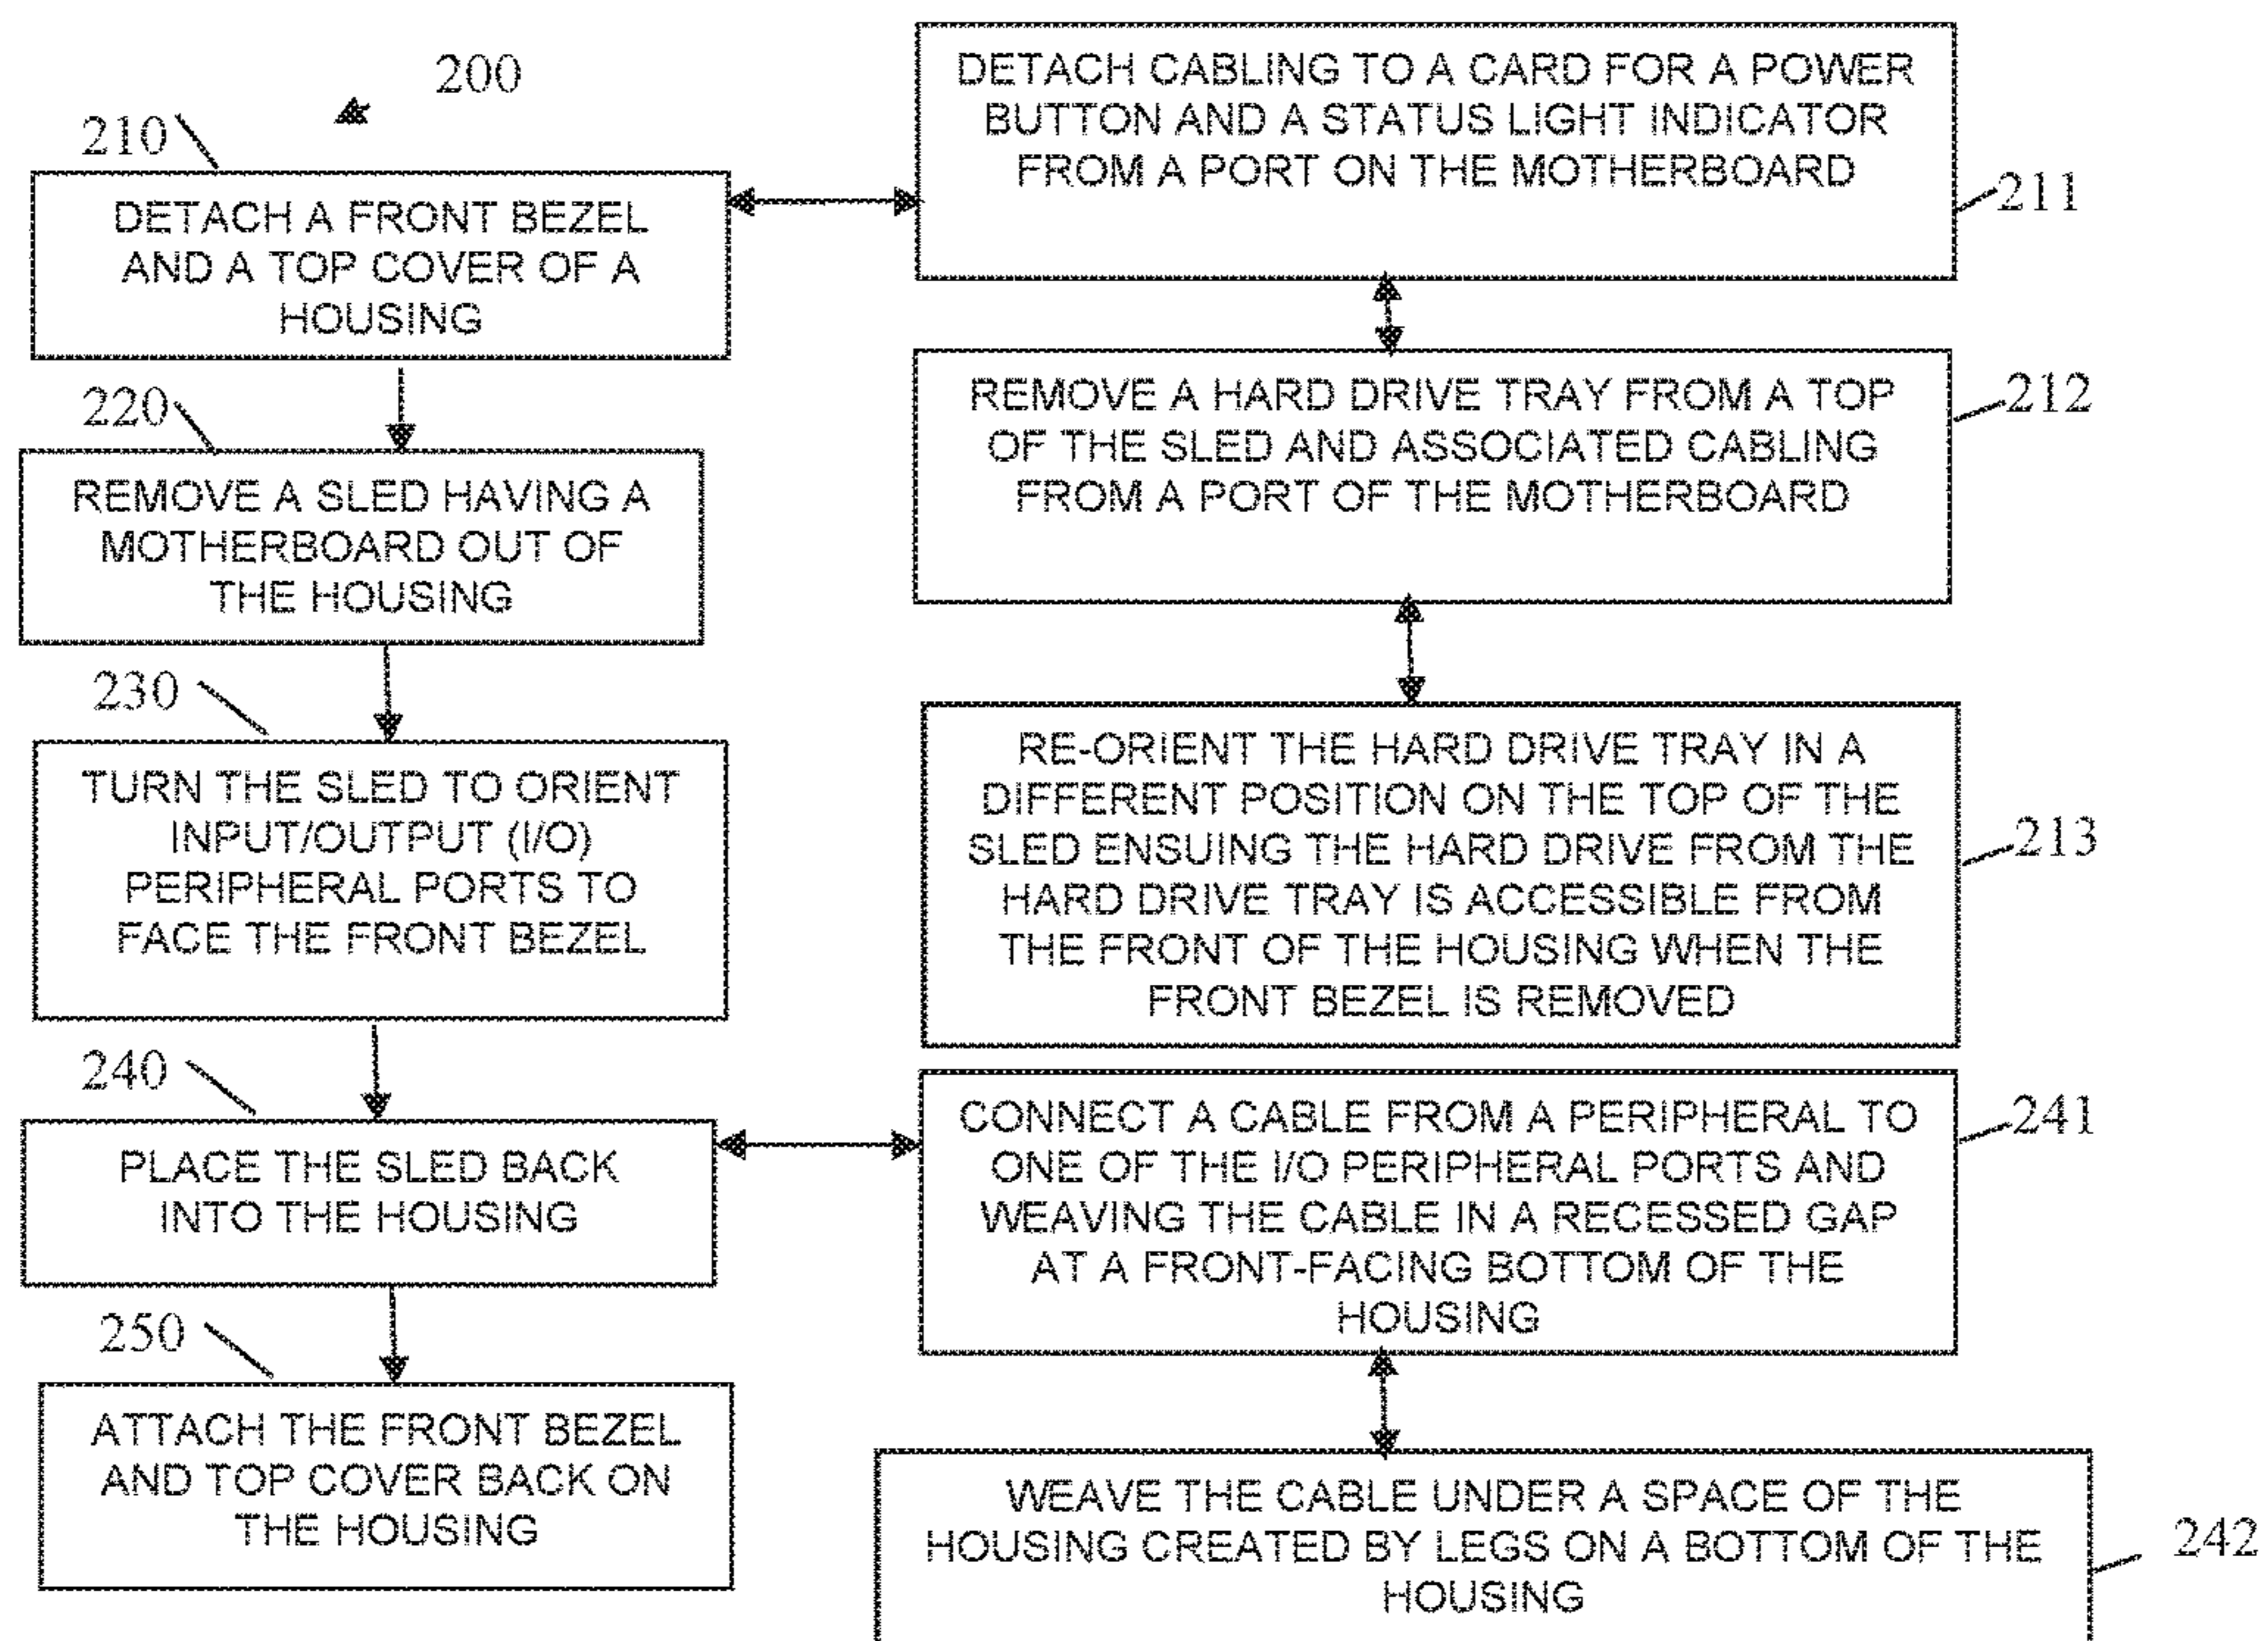 200
210
DETACH A FRONT BEZEL
AND A TOP COVER OF A
HOUSING
220
REMOVE A SLED HAVING A
MOTHERBOARD OUT OF
THE HOUSING
230
TURN THE SLED TO ORIENT
INPUT/OUTPUT (I/O)
PERIPHERAL PORTS TO
FACE THE FRONT BEZEL
240
PLACE THE SLED BACK
INTO THE HOUSING
250
ATTACH THE FRONT BEZEL
AND TOP COVER BACK ON
THE HOUSING
DETACH CABLING TO A CARD FOR A POWER
BUTTON AND A STATUS LIGHT INDICATOR
FROM A PORT ON THE MOTHERBOARD
211
REMOVE A HARD DRIVE TRAY FROM A TOP
OF THE SLED AND ASSOCIATED CABLING
FROM A PORT OF THE MOTHERBOARD
212
RE-ORIENT THE HARD DRIVE TRAY IN A
DIFFERENT POSITION ON THE TOP OF THE
SLED ENSUING THE HARD DRIVE FROM THE
HARD DRIVE TRAY IS ACCESSIBLE FROM
THE FRONT OF THE HOUSING WHEN THE
FRONT BEZEL IS REMOVED
213
CONNECT A CABLE FROM A PERIPHERAL TO
ONE OF THE I/O PERIPHERAL PORTS AND
WEAVING THE CABLE IN A RECESSED GAP
AT A FRONT-FACING BOTTOM OF THE
HOUSING
241
WEAVE THE CABLE UNDER A SPACE OF THE
HOUSING CREATED BY LEGS ON A BOTTOM OF THE
HOUSING
242